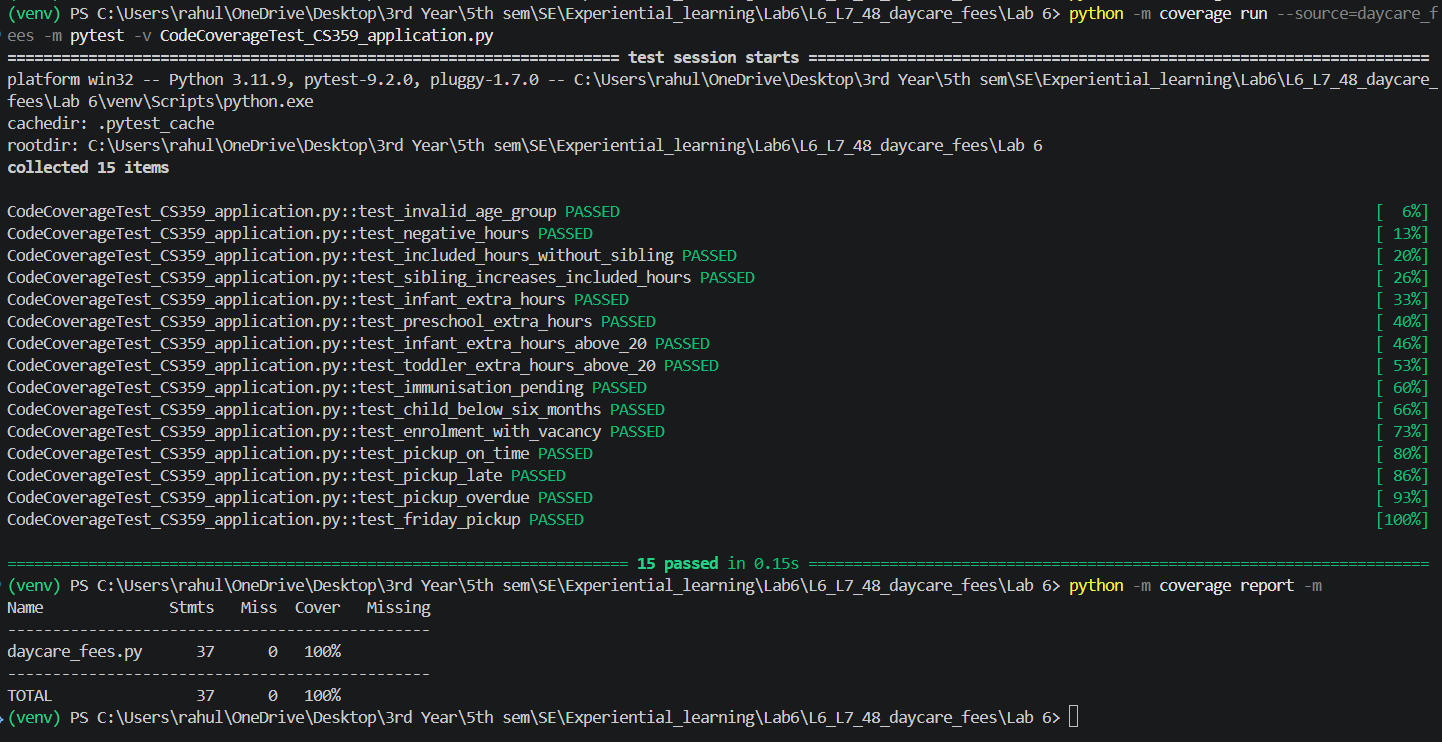 (venv) PS C:\Users\rahul\OneDrive\Desktop\3rd Year\5th sem\SE\Experiential_learning\Lab6\L6_L7_48_daycare_fees\Lab 6> python -m coverage run --source=daycare_f
ees -m pytest -v CodeCoverageTest_CS359_application.py
==================================================================== test session starts =====================================================================
platform win32 -- Python 3.11.9, pytest-9.2.0, pluggy-1.7.0 -- C:\Users\rahul\OneDrive\Desktop\3rd Year\5th sem\SE\Experiential_learning\Lab6\L6_L7_48_daycare_
fees\Lab 6\venv\Scripts\python.exe
cachedir: .pytest_cache
rootdir: C:\Users\rahul\OneDrive\Desktop\3rd Year\5th sem\SE\Experiential_learning\Lab6\L6_L7_48_daycare_fees\Lab 6
collected 15 items
CodeCoverageTest_CS359_application.py::test_invalid_age_group PASSED [  6%]
CodeCoverageTest_CS359_application.py::test_negative_hours PASSED [ 13%]
CodeCoverageTest_CS359_application.py::test_included_hours_without_sibling PASSED [ 20%]
CodeCoverageTest_CS359_application.py::test_sibling_increases_included_hours PASSED [ 26%]
CodeCoverageTest_CS359_application.py::test_infant_extra_hours PASSED [ 33%]
CodeCoverageTest_CS359_application.py::test_preschool_extra_hours PASSED [ 40%]
CodeCoverageTest_CS359_application.py::test_infant_extra_hours_above_20 PASSED [ 46%]
CodeCoverageTest_CS359_application.py::test_toddler_extra_hours_above_20 PASSED [ 53%]
CodeCoverageTest_CS359_application.py::test_immunisation_pending PASSED [ 60%]
CodeCoverageTest_CS359_application.py::test_child_below_six_months PASSED [ 66%]
CodeCoverageTest_CS359_application.py::test_enrolment_with_vacancy PASSED [ 73%]
CodeCoverageTest_CS359_application.py::test_pickup_on_time PASSED [ 80%]
CodeCoverageTest_CS359_application.py::test_pickup_late PASSED [ 86%]
CodeCoverageTest_CS359_application.py::test_pickup_overdue PASSED [ 93%]
CodeCoverageTest_CS359_application.py::test_friday_pickup PASSED [100%]
===================================================================== 15 passed in 0.15s =====================================================================
(venv) PS C:\Users\rahul\OneDrive\Desktop\3rd Year\5th sem\SE\Experiential_learning\Lab6\L6_L7_48_daycare_fees\Lab 6> python -m coverage report -m
Name              Stmts   Miss  Cover   Missing
-----------------------------------------------
daycare_fees.py      37      0   100%
-----------------------------------------------
TOTAL                37      0   100%
(venv) PS C:\Users\rahul\OneDrive\Desktop\3rd Year\5th sem\SE\Experiential_learning\Lab6\L6_L7_48_daycare_fees\Lab 6>